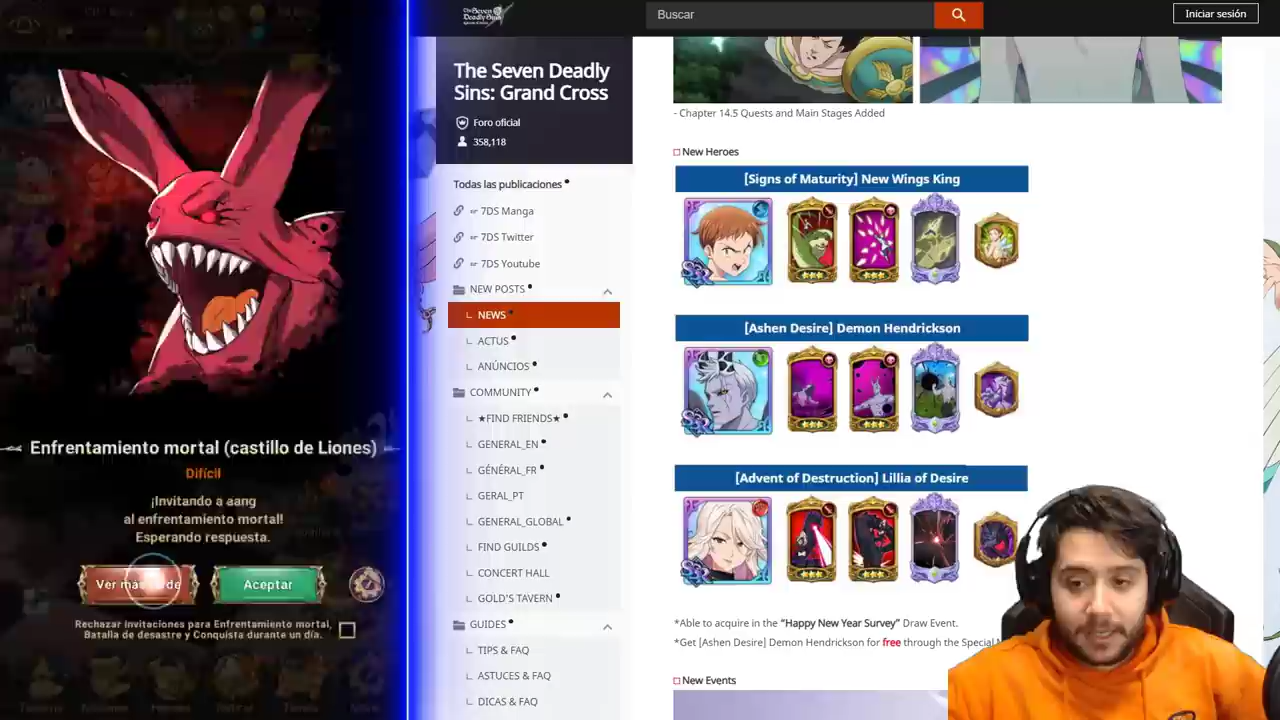 Enfrentamiento mortal (castillo de Liones)
Difícil
¡Invitando a aang
al enfrentamiento mortal!
Esperando respuesta.
Ver más
Aceptar
Rechazar invitaciones para Enfrentamiento mortal,
Batalla de desastre y Conquista durante un día.
The Seven Deadly Sins
Buscar
Iniciar sesión
The Seven Deadly
Sins: Grand Cross
Foro oficial
358,118
Todas las publicaciones
☞ 7DS Manga
☞ 7DS Twitter
☞ 7DS Youtube
NEW POSTS
NEWS
ACTUS
ANÚNCIOS
COMMUNITY
★FIND FRIENDS★
GENERAL_EN
GÉNÉRAL_FR
GERAL_PT
GENERAL_GLOBAL
FIND GUILDS
CONCERT HALL
GOLD'S TAVERN
GUIDES
TIPS & FAQ
ASTUCES & FAQ
DICAS & FAQ
- Chapter 14.5 Quests and Main Stages Added
□ New Heroes
[Signs of Maturity] New Wings King
[Ashen Desire] Demon Hendrickson
[Advent of Destruction] Lillia of Desire
*Able to acquire in the “Happy New Year Survey” Draw Event.
*Get [Ashen Desire] Demon Hendrickson for free through the Special
□ New Events